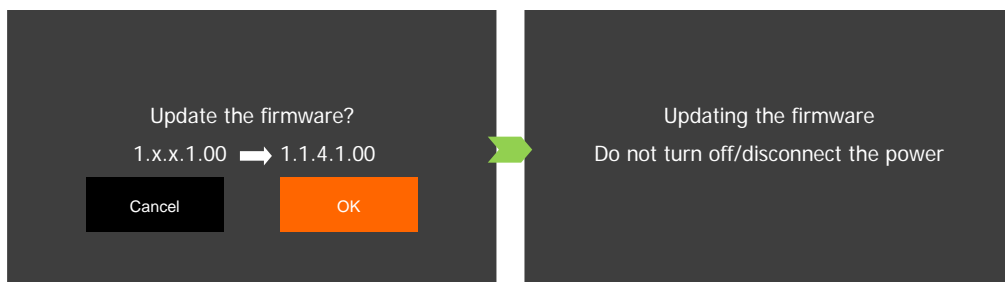 Update the firmware?
1.x.x.1.00 1.1.4.1.00
Cancel
OK
Updating the firmware
Do not turn off/disconnect the power